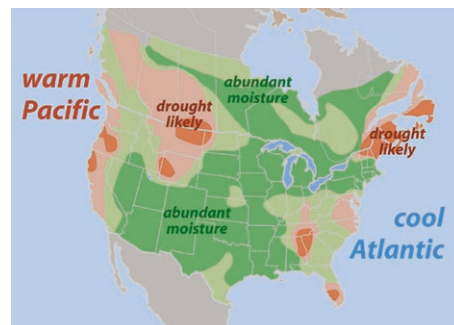 warm
Pacific
abundant
moisture
drought
likely
drought
likely
abundant
moisture
cool
Atlantic